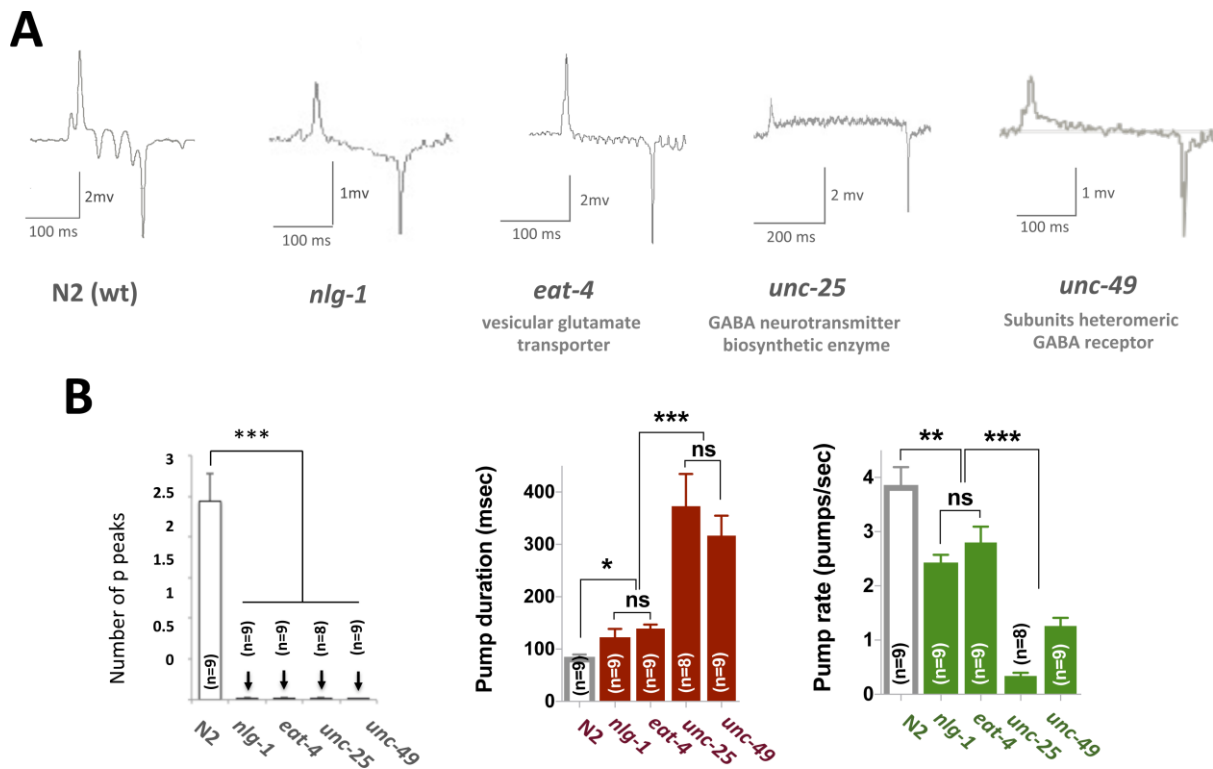 A
2mv
100 ms
1mv
100 ms
2mv
100 ms
2 mv
200 ms
1 mv
100 ms
N2 (wt)
nlg-1
eat-4
vesicular glutamate
transporter
unc-25
GABA neurotransmitter
biosynthetic enzyme
unc-49
Subunits heteromeric
GABA receptor
B
Number of p peaks
3
2.5
2
1.5
1
0.5
0
***
(n=9)
(n=9)
(n=9)
(n=8)
(n=9)
N2
nlg-1
eat-4
unc-25
unc-49
Pump duration (msec)
400
300
200
100
0
*
ns
***
ns
(n=9)
(n=9)
(n=9)
(n=8)
(n=9)
N2
nlg-1
eat-4
unc-25
unc-49
Pump rate (pumps/sec)
4
3
2
1
0
**
ns
***
(n=9)
(n=9)
(n=9)
(n=8)
(n=9)
N2
nlg-1
eat-4
unc-25
unc-49